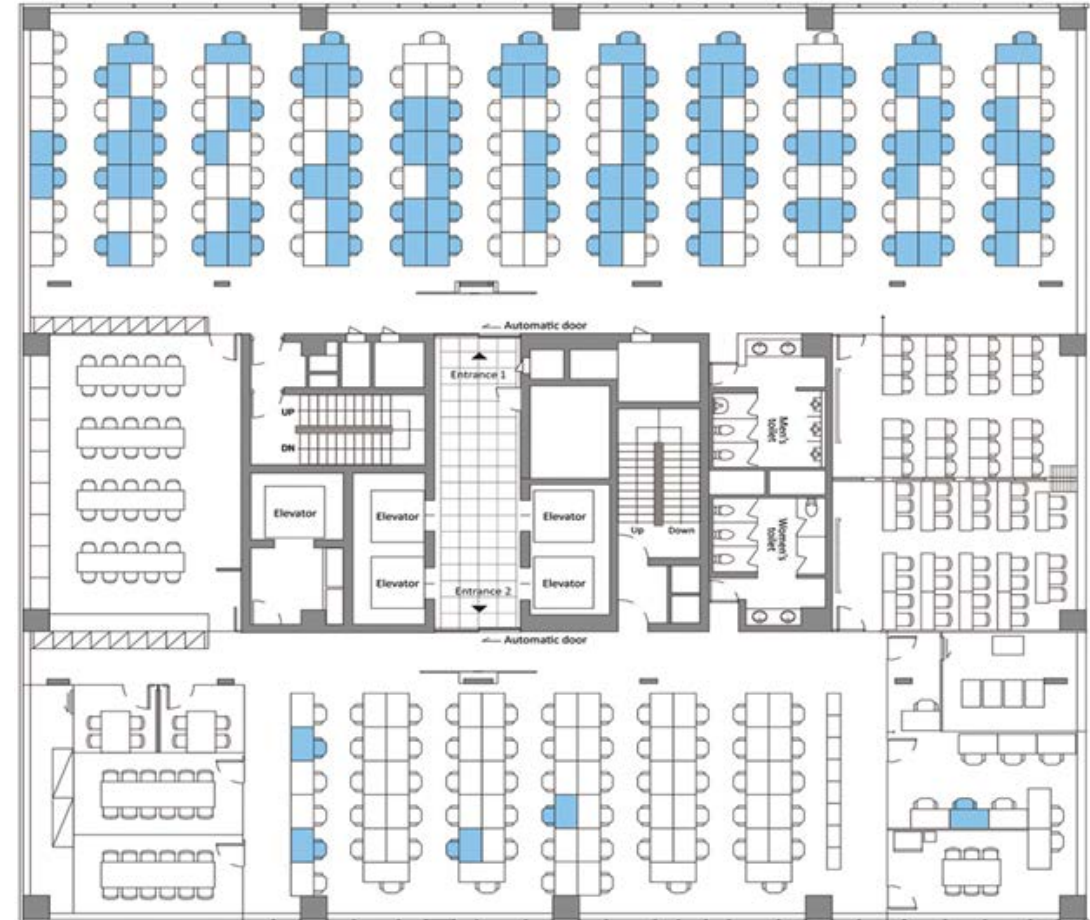 Automatic door
Entrance 1
UP
DN
Men's
toilet
Elevator
Elevator
Elevator
Up
Down
Women's
toilet
Elevator
Elevator
Entrance 2
Automatic door